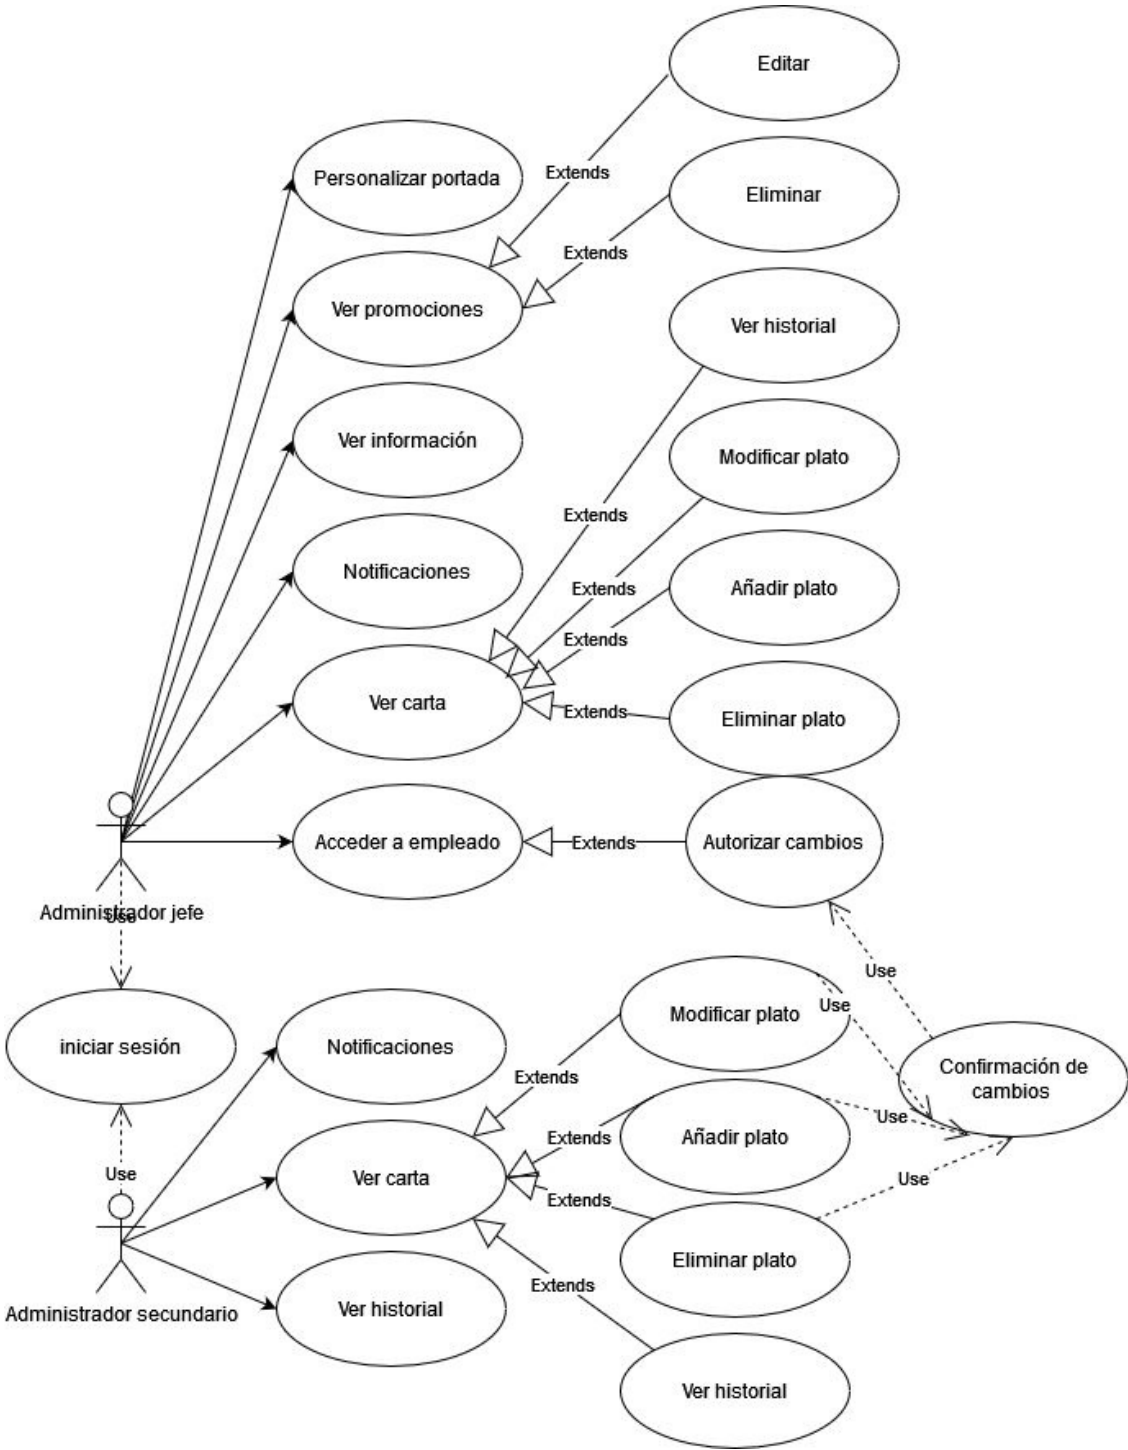 Editar
Extends
Personalizar portada
Eliminar
Extends
Ver promociones
Ver historial
Ver información
Modificar plato
Extends
Notificaciones
Extends
Añadir plato
Extends
Ver carta
Extends
Eliminar plato
Acceder a empleado
Extends
Autorizar cambios
Administrador jefe
Use
Use
Modificar plato
Use
iniciar sesión
Notificaciones
Extends
Confirmación de
cambios
Use
Extends
Añadir plato
Use
Ver carta
Use
Extends
Eliminar plato
Extends
Administrador secundario
Ver historial
Ver historial